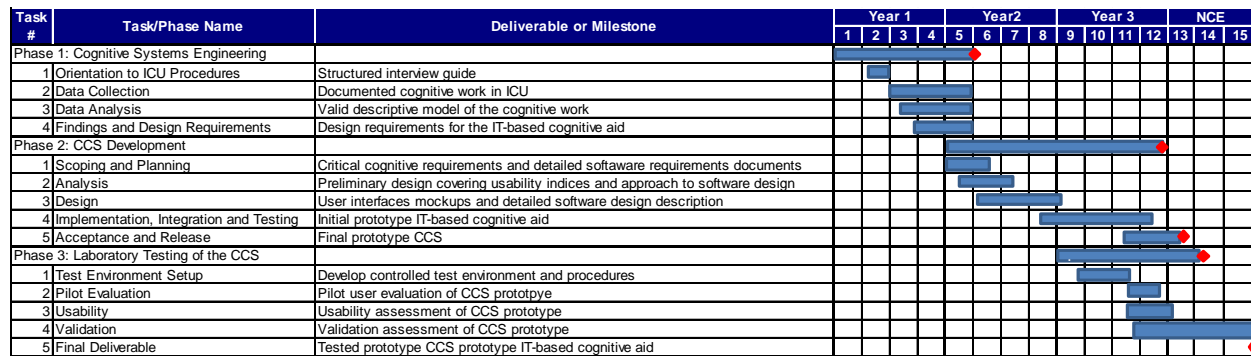 Task # Task/Phase Name Deliverable or Milestone Year 1 Year2 Year 3 NCE
1 2 3 4 5 6 7 8 9 10 11 12 13 14 15
Phase 1: Cognitive Systems Engineering
1 Orientation to ICU Procedures Structured interview guide
2 Data Collection Documented cognitive work in ICU
3 Data Analysis Valid descriptive model of the cognitive work
4 Findings and Design Requirements Design requirements for the IT-based cognitive aid
Phase 2: CCS Development
1 Scoping and Planning Critical cognitive requirements and detailed softaware requirements documents
2 Analysis Preliminary design covering usability indices and approach to software design
3 Design User interfaces mockups and detailed software design description
4 Implementation, Integration and Testing Initial prototype IT-based cognitive aid
5 Acceptance and Release Final prototype CCS
Phase 3: Laboratory Testing of the CCS
1 Test Environment Setup Develop controlled test environment and procedures
2 Pilot Evaluation Pilot user evaluation of CCS prototpye
3 Usability Usability assessment of CCS prototype
4 Validation Validation assessment of CCS prototype
5 Final Deliverable Tested prototype CCS prototype IT-based cognitive aid